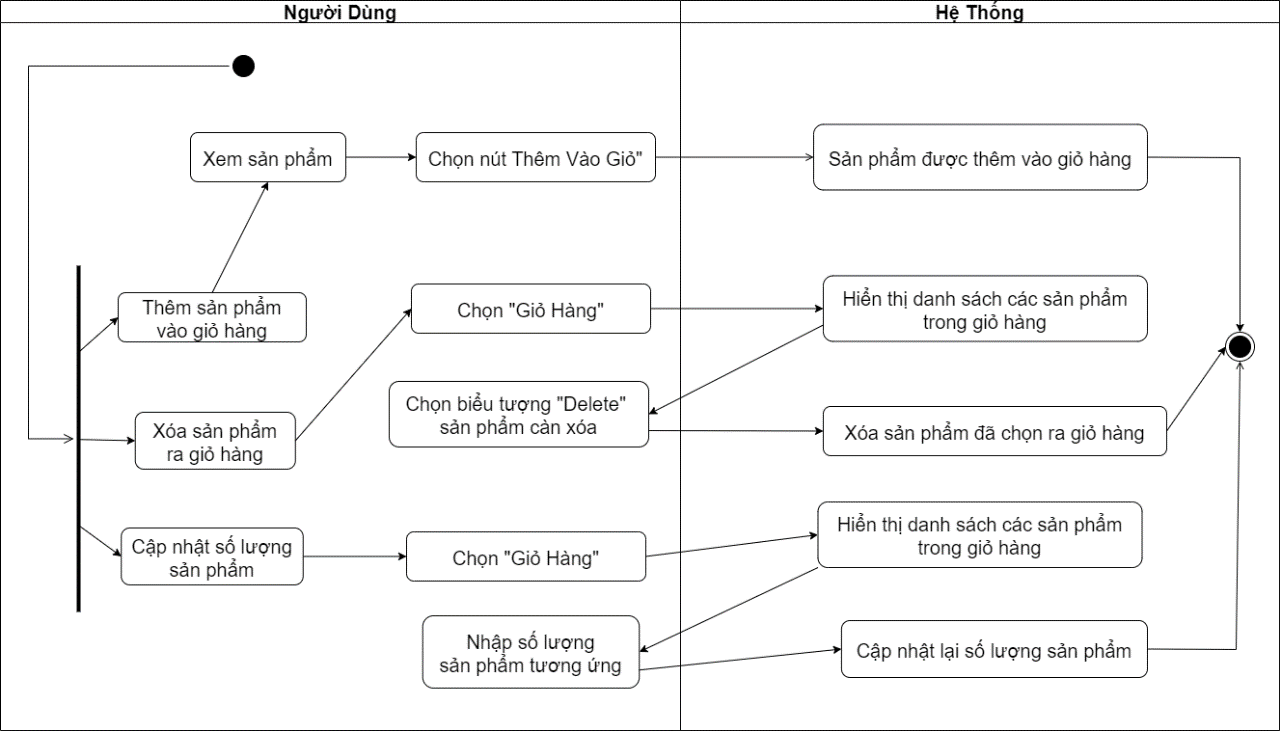 Người Dùng
Hệ Thống
Xem sản phẩm
Chọn nút Thêm Vào Giỏ"
Sản phẩm được thêm vào giỏ hàng
Thêm sản phẩm
vào giỏ hàng
Chọn "Giỏ Hàng"
Hiển thị danh sách các sản phẩm
trong giỏ hàng
Chọn biểu tượng "Delete"
sản phẩm càn xóa
Xóa sản phẩm
ra giỏ hàng
Xóa sản phẩm đã chọn ra giỏ hàng
Cập nhật số lượng
sản phẩm
Chọn "Giỏ Hàng"
Hiển thị danh sách các sản phẩm
trong giỏ hàng
Nhập số lượng
sản phẩm tương ứng
Cập nhật lại số lượng sản phẩm